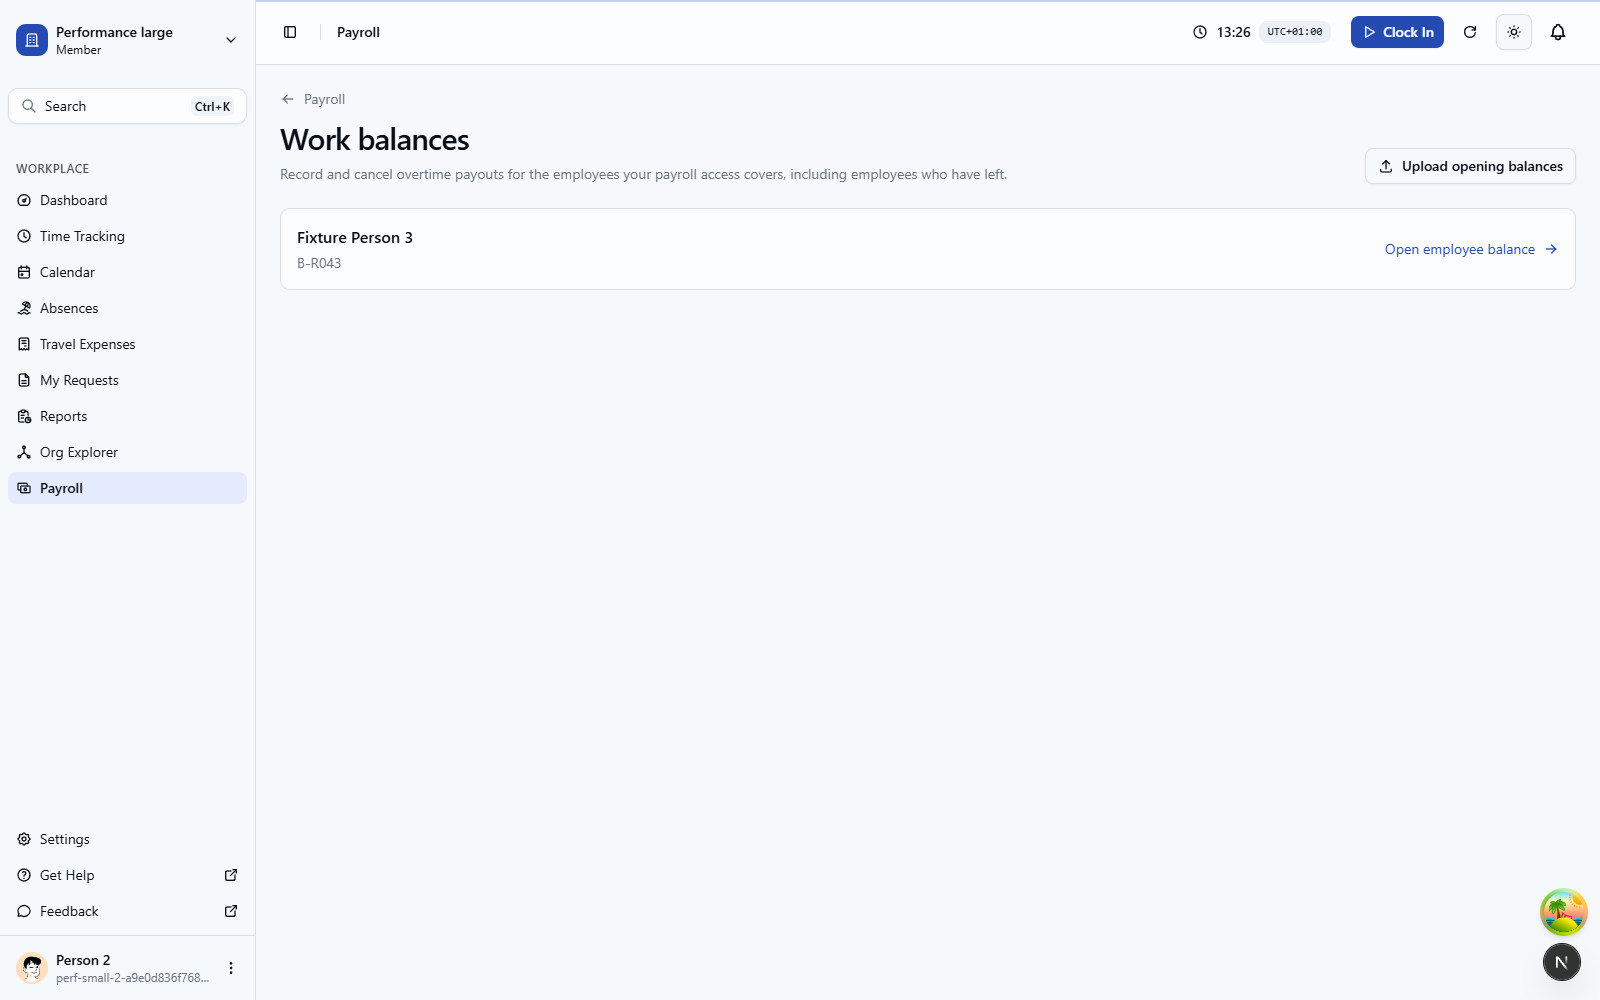 Performance large
Member
Search
Ctrl+K
WORKPLACE
Dashboard
Time Tracking
Calendar
Absences
Travel Expenses
My Requests
Reports
Org Explorer
Payroll
Settings
Get Help
Feedback
Person 2
perf-small-2-a9e0d836f768...
Payroll
13:26
UTC+01:00
Clock In
Payroll
Work balances
Record and cancel overtime payouts for the employees your payroll access covers, including employees who have left.
Upload opening balances
Fixture Person 3
B-R043
Open employee balance
N